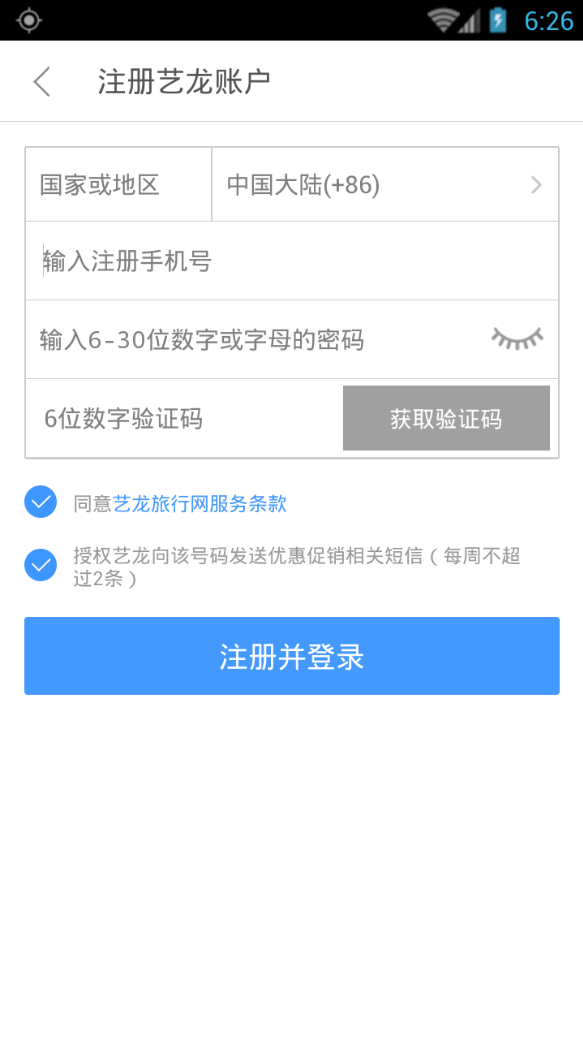 6:26
注册艺龙账户
国家或地区 中国大陆(+86)
输入注册手机号
输入6-30位数字或字母的密码
6位数字验证码 获取验证码
同意艺龙旅行网服务条款
授权艺龙向该号码发送优惠促销相关短信（每周不超
过2条）
注册并登录